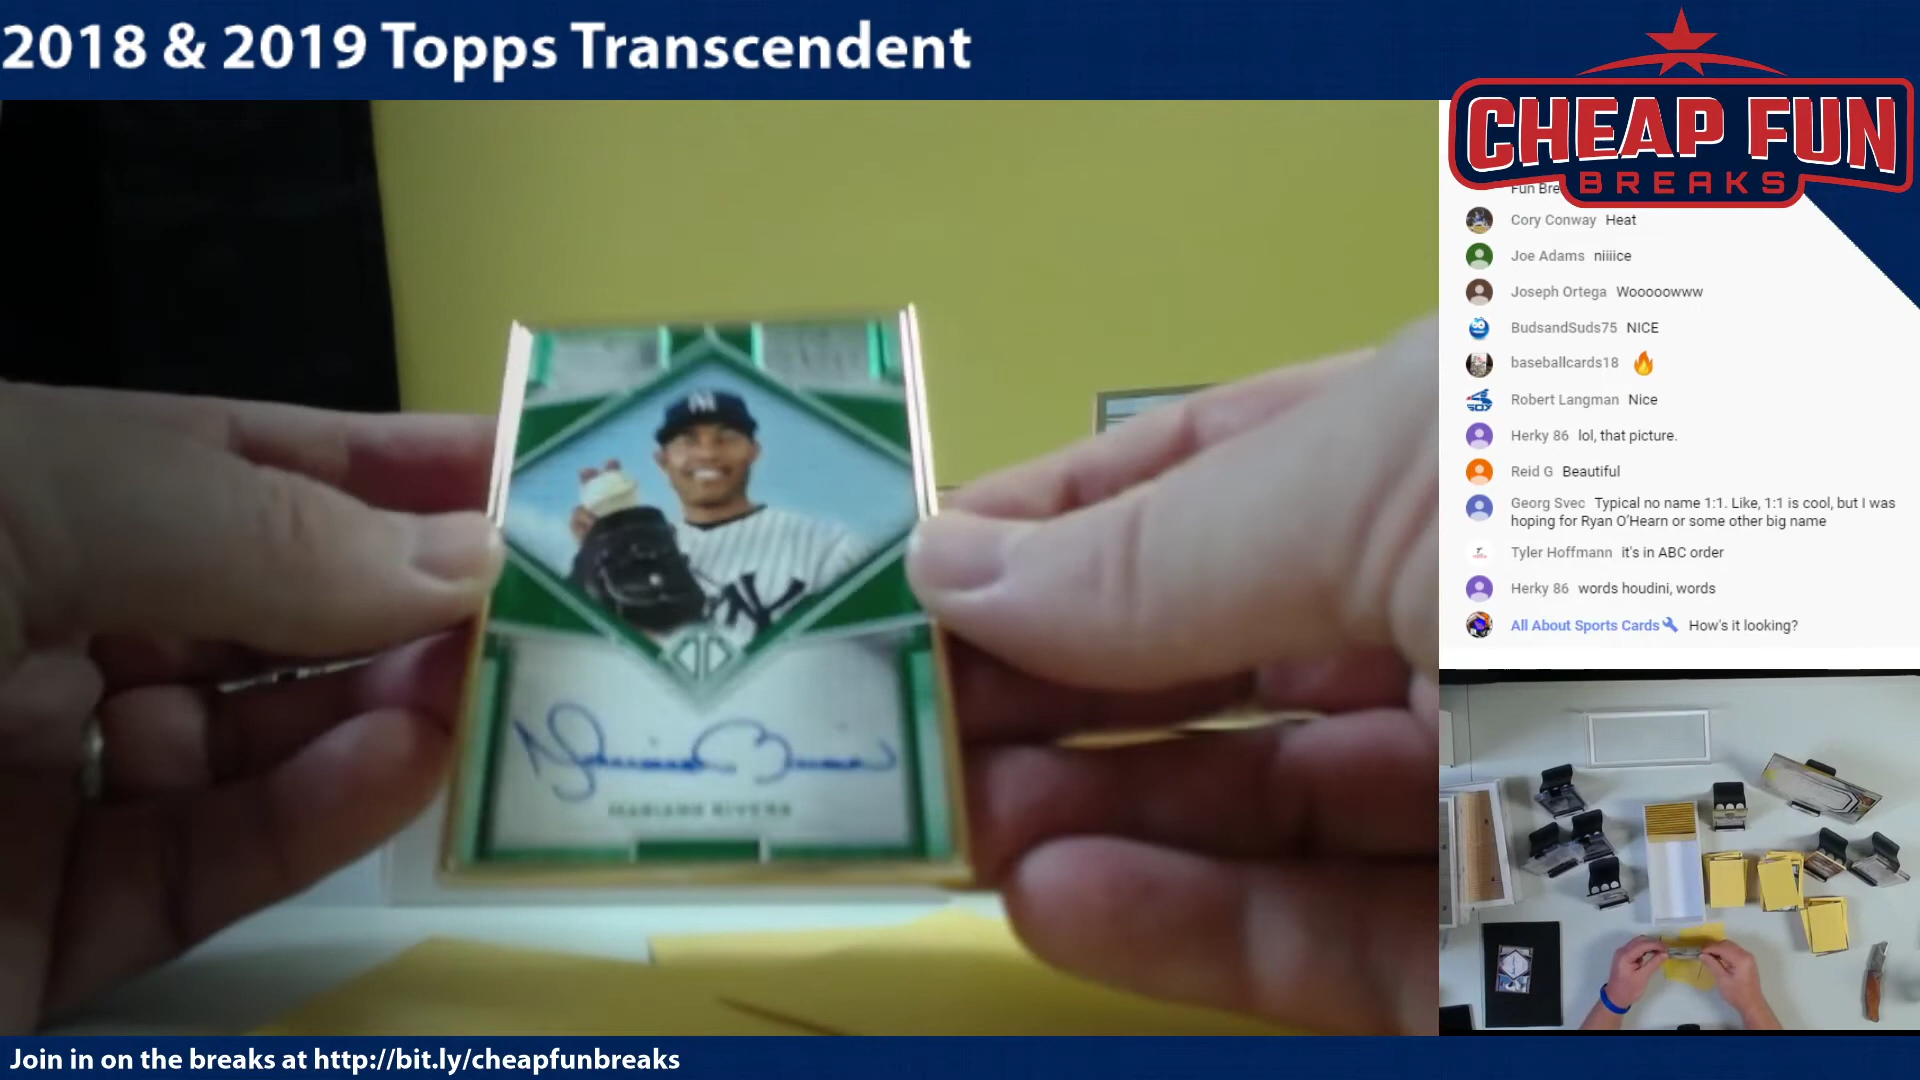 2018 & 2019 Topps Transcendent
CHEAP FUN
BREAKS
Fun Bre
Cory Conway Heat
Joe Adams niiiice
Joseph Ortega Wooooowww
BudsandSuds75 NICE
baseballcards18 🔥
Robert Langman Nice
Herky 86 lol, that picture.
Reid G Beautiful
Georg Svec Typical no name 1:1. Like, 1:1 is cool, but I was
hoping for Ryan O'Hearn or some other big name
Tyler Hoffmann it's in ABC order
Herky 86 words houdini, words
All About Sports Cards How's it looking?
MARIANO RIVERA
Join in on the breaks at http://bit.ly/cheapfunbreaks